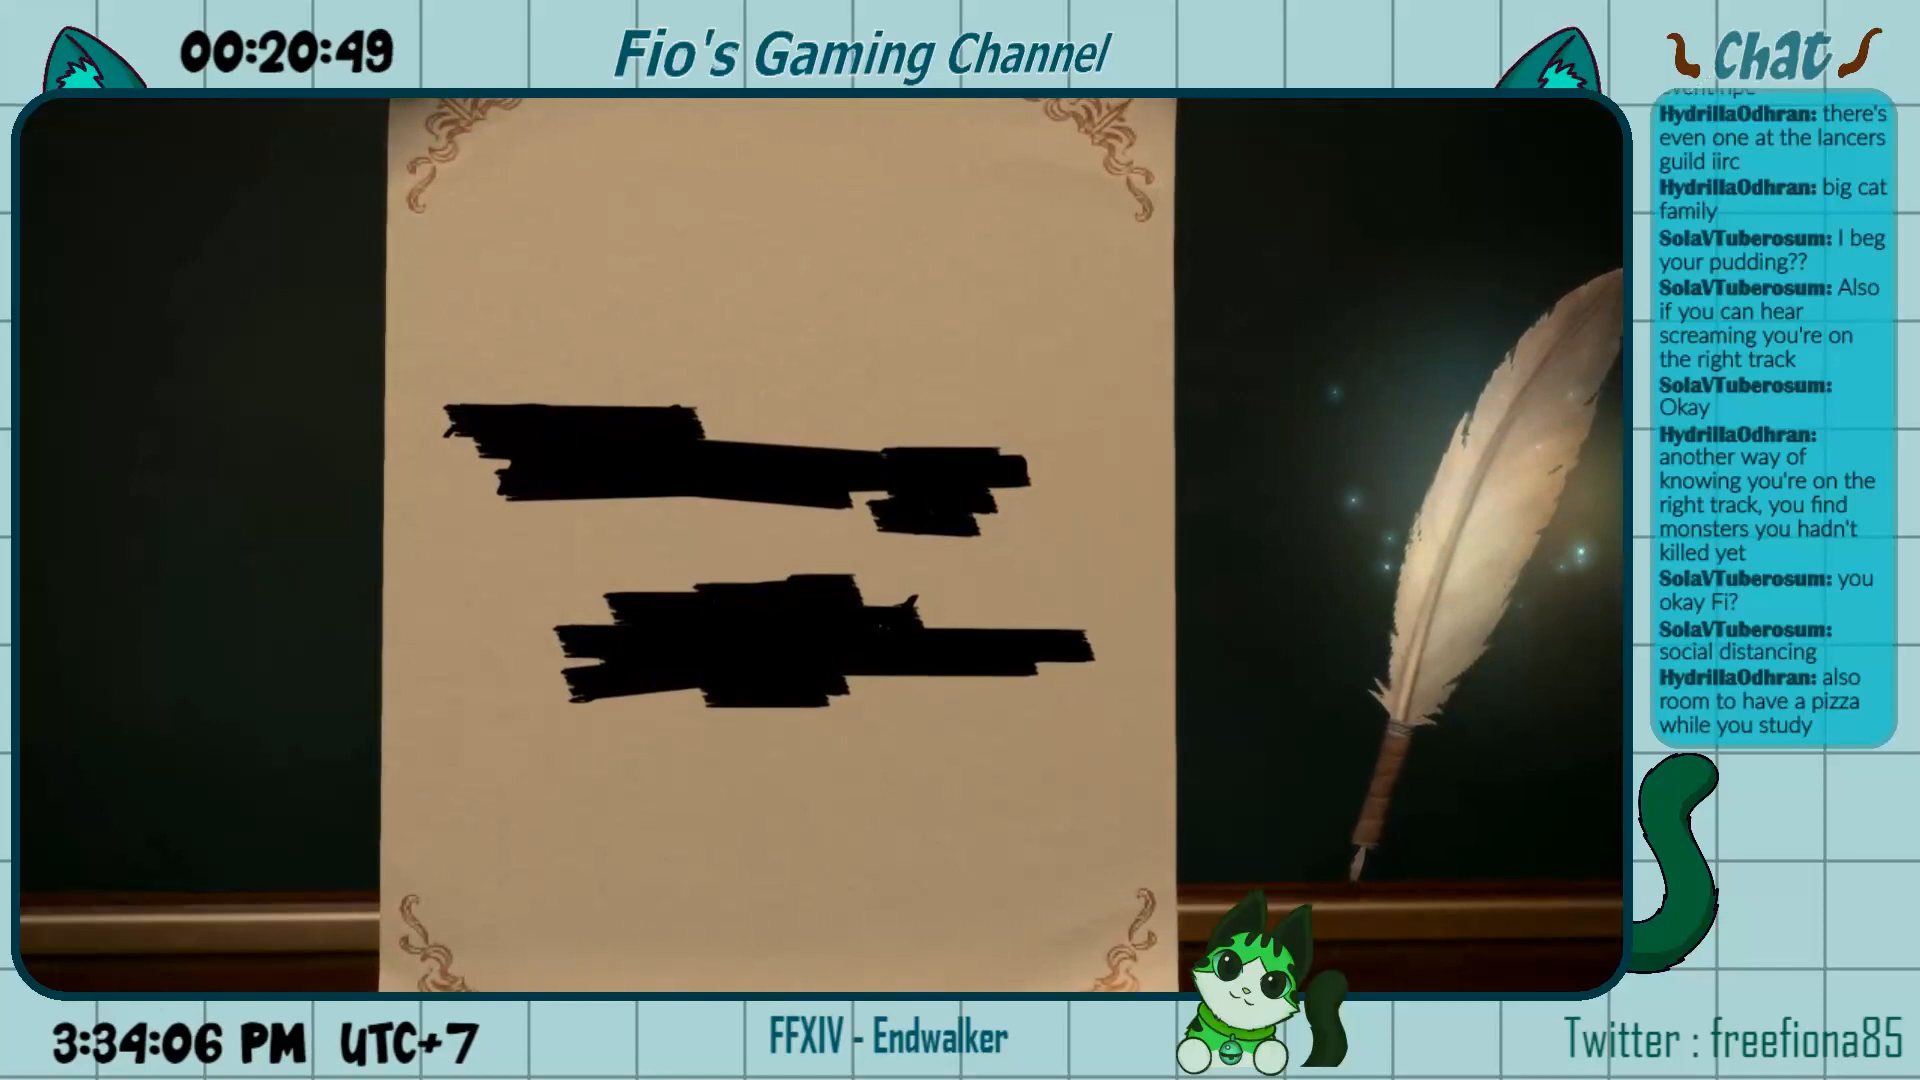 00:20:49
Fio's Gaming Channel
Chat
HydrillaOdhran: there's
even one at the lancers
guild iirc
HydrillaOdhran: big cat
family
SolaVTuberosum: I beg
your pudding??
SolaVTuberosum: Also
if you can hear
screaming you're on
the right track
SolaVTuberosum:
Okay
HydrillaOdhran:
another way of
knowing you're on the
right track, you find
monsters you hadn't
killed yet
SolaVTuberosum: you
okay Fi?
SolaVTuberosum:
social distancing
HydrillaOdhran: also
room to have a pizza
while you study
3:34:06 PM UTC+7
FFXIV - Endwalker
Twitter : freefiona85